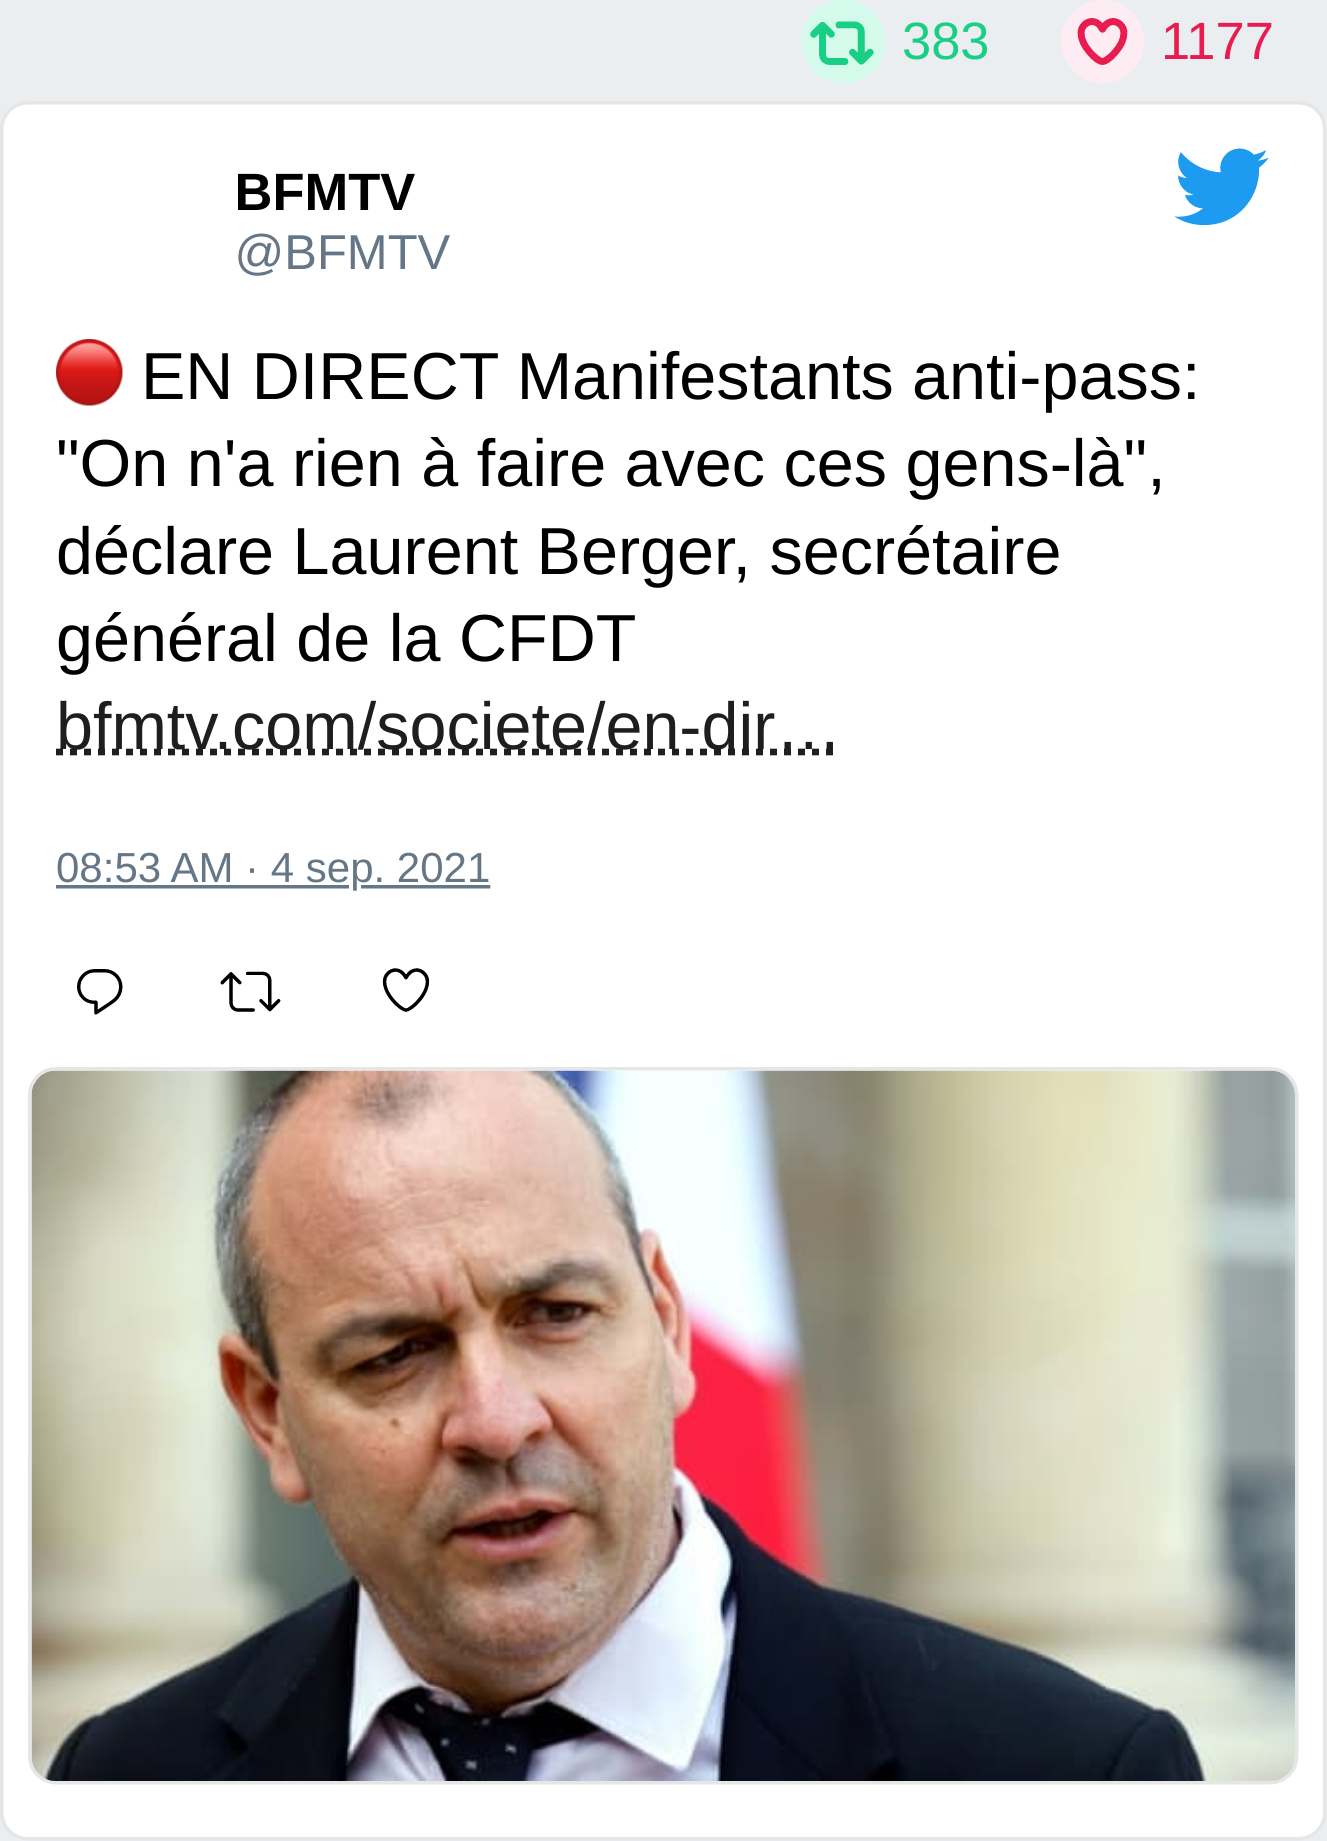 383 1177
BFMTV
@BFMTV
🔴 EN DIRECT Manifestants anti-pass:
"On n'a rien à faire avec ces gens-là",
déclare Laurent Berger, secrétaire
général de la CFDT
bfmtv.com/societe/en-dir…
08:53 AM · 4 sep. 2021